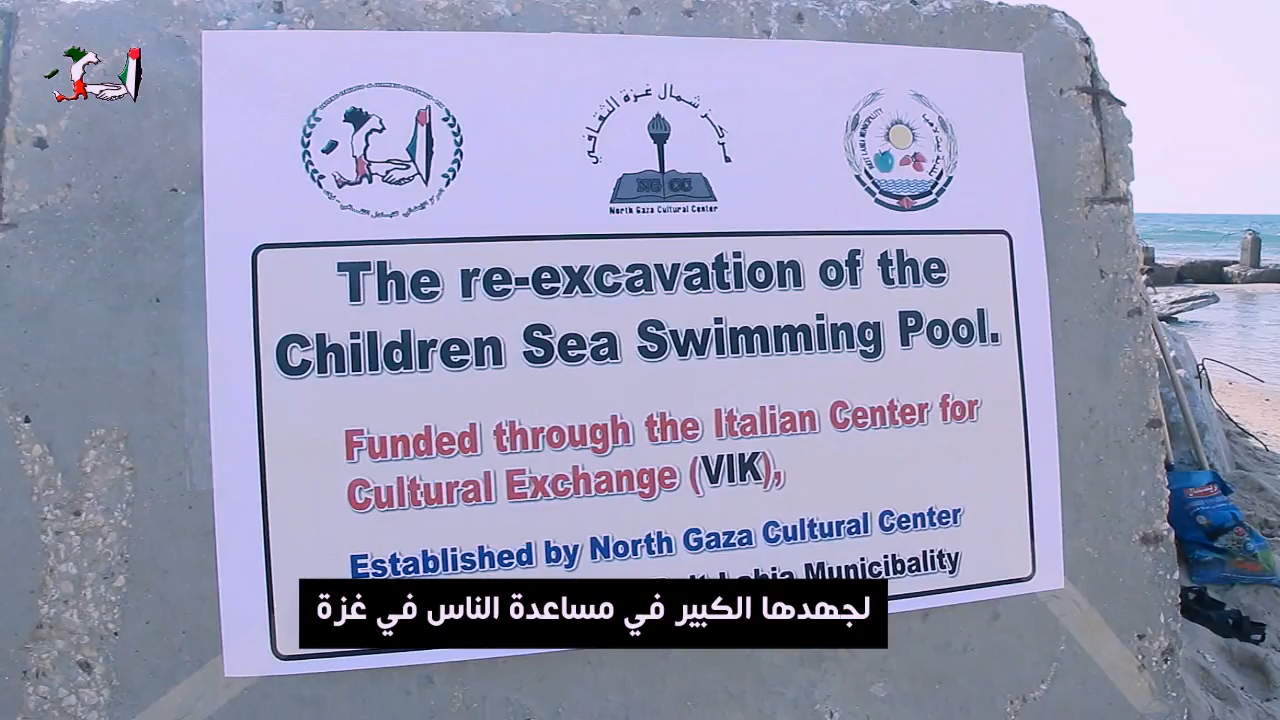 مركز شمال غزة الثقافي
NG CC
North Gaza Cultural Center
The re-excavation of the
Children Sea Swimming Pool.
Funded through the Italian Center for
Cultural Exchange (VIK),
Established by North Gaza Cultural Center
Lahia Municibality
لجهدها الكبير في مساعدة الناس في غزة